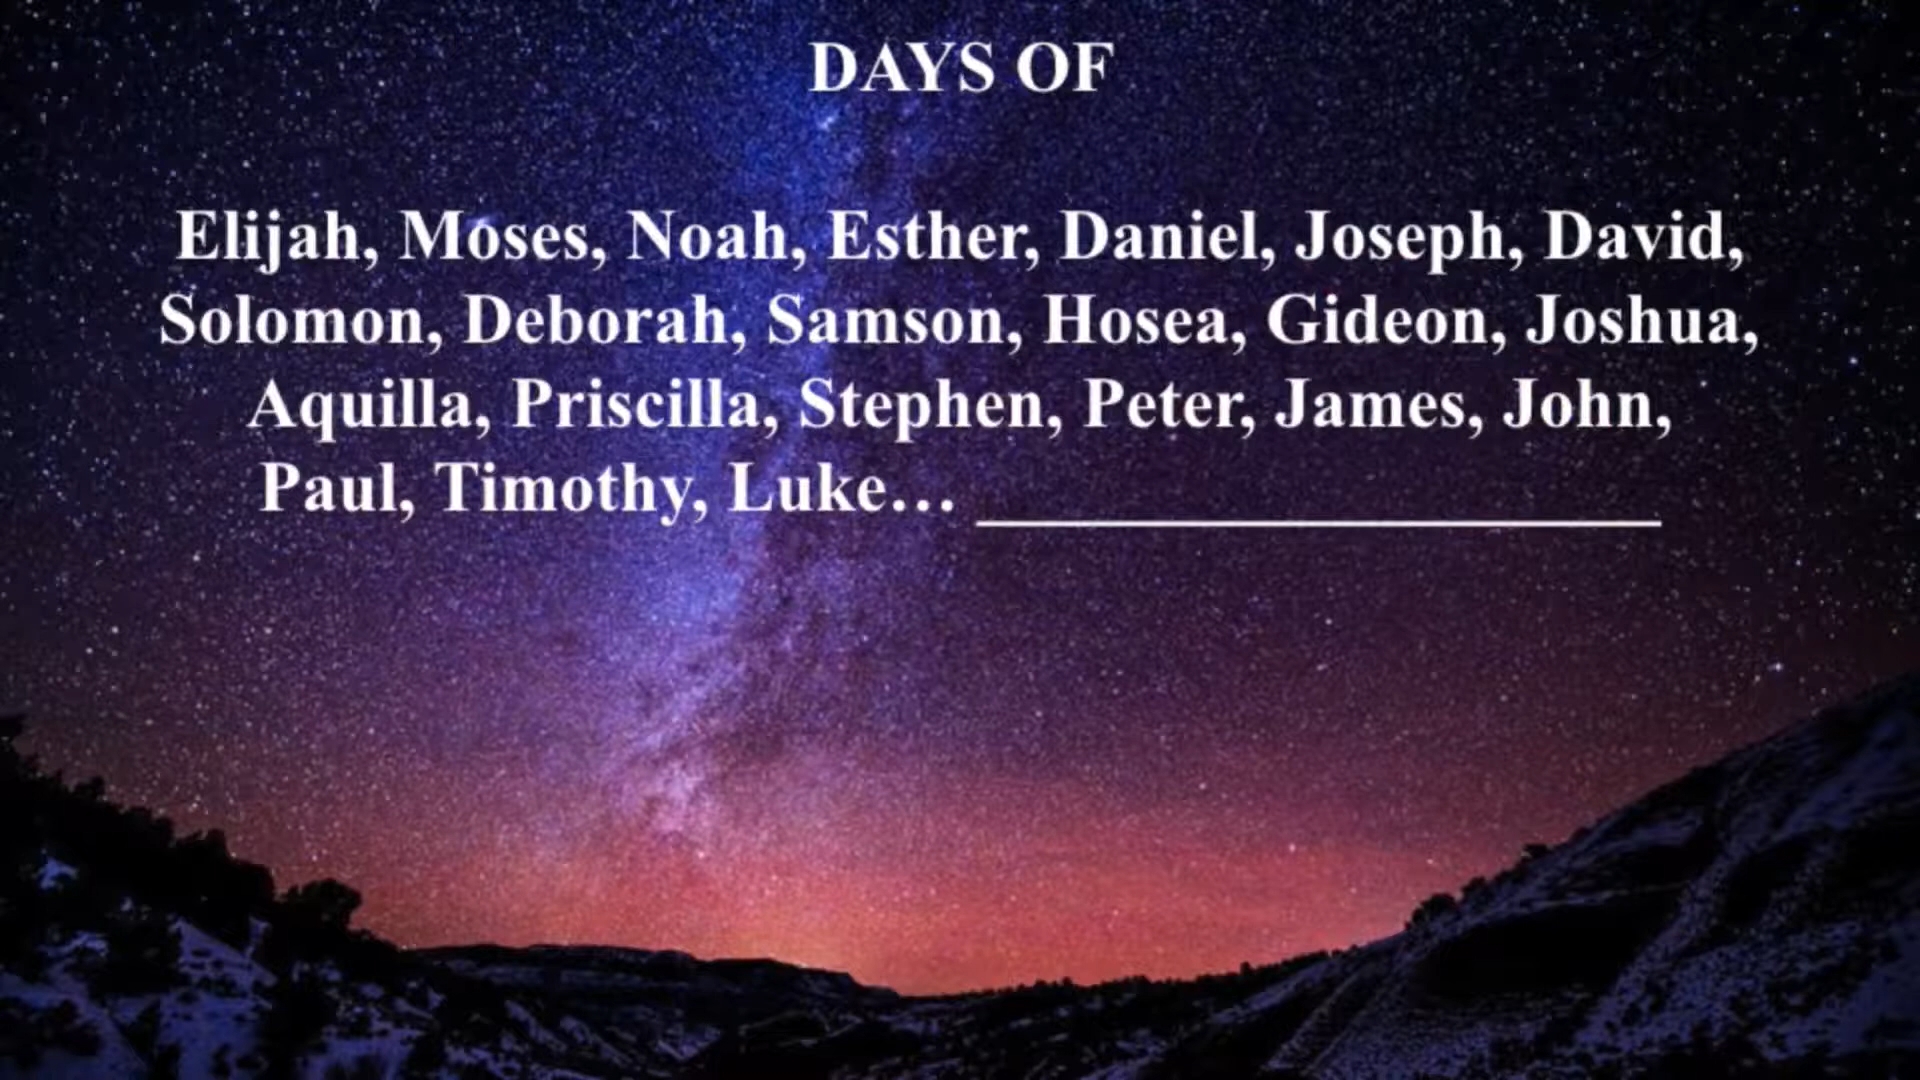 DAYS OF
Elijah, Moses, Noah, Esther, Daniel, Joseph, David,
Solomon, Deborah, Samson, Hosea, Gideon, Joshua,
Aquilla, Priscilla, Stephen, Peter, James, John,
Paul, Timothy, Luke… ____________________